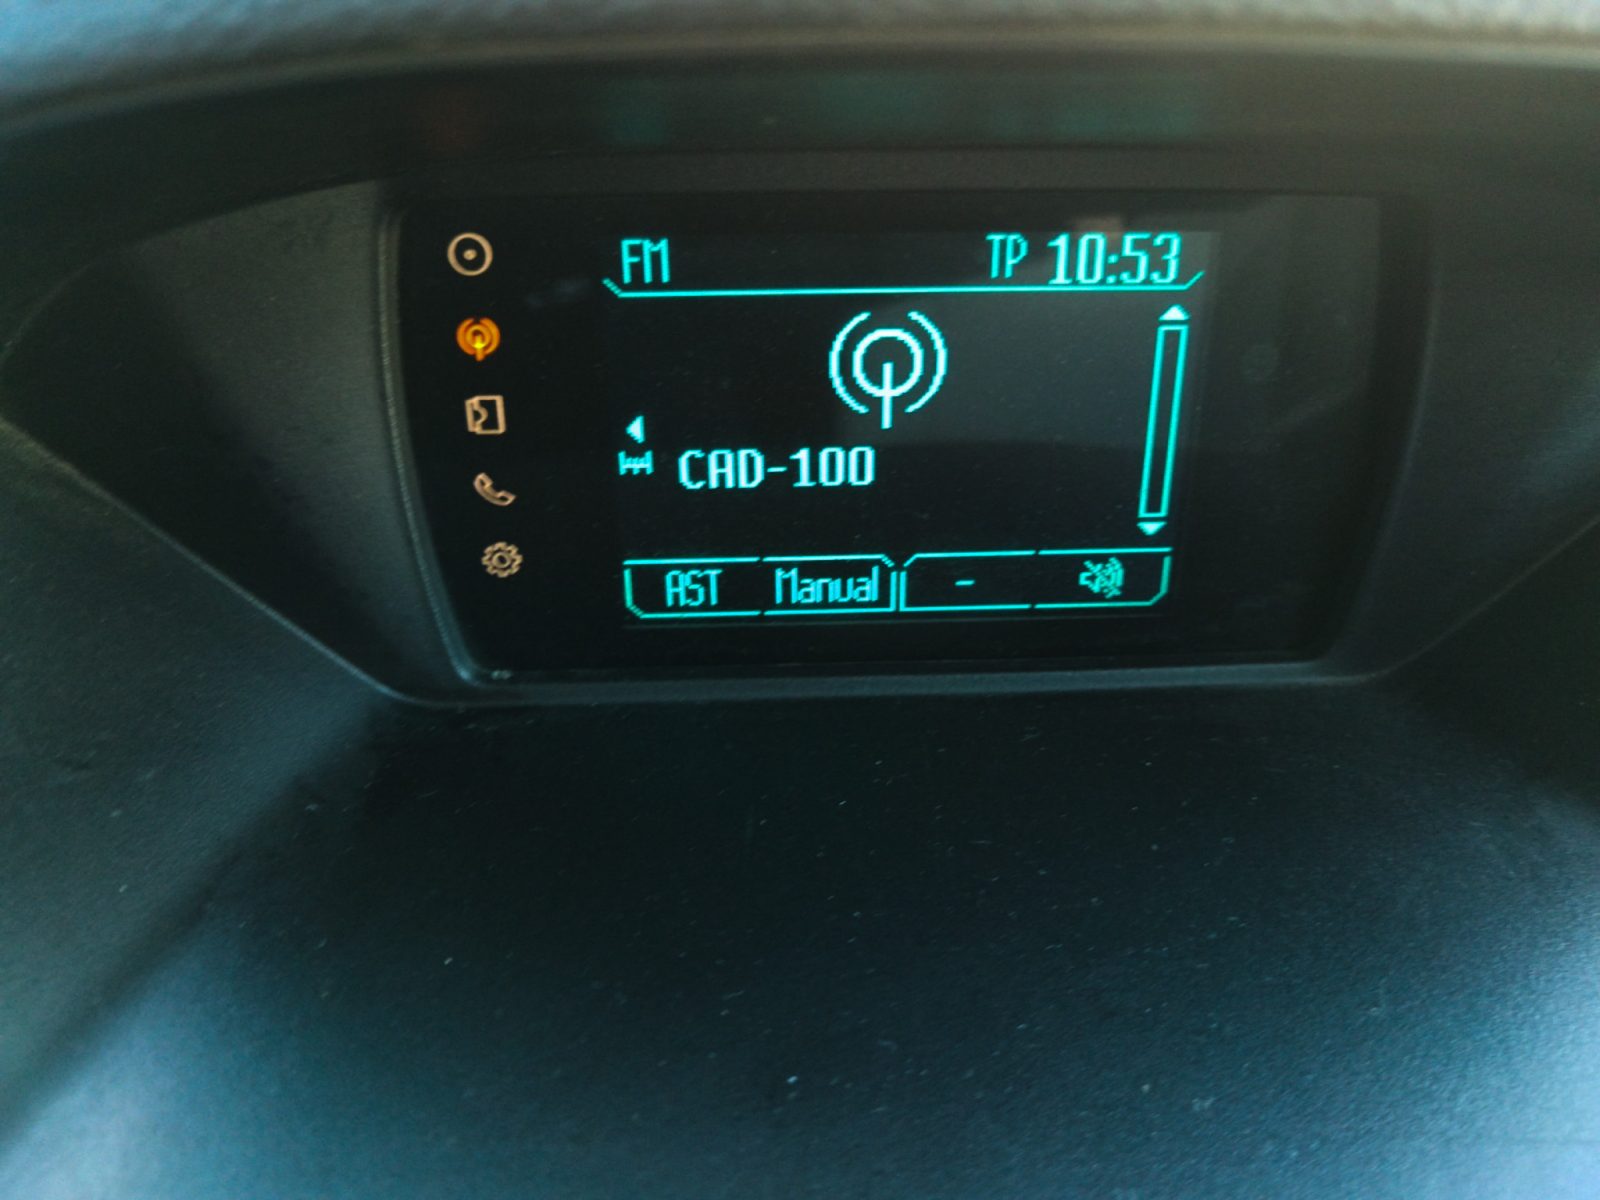 FM TP 10:53
CAD-100
AST Manual -